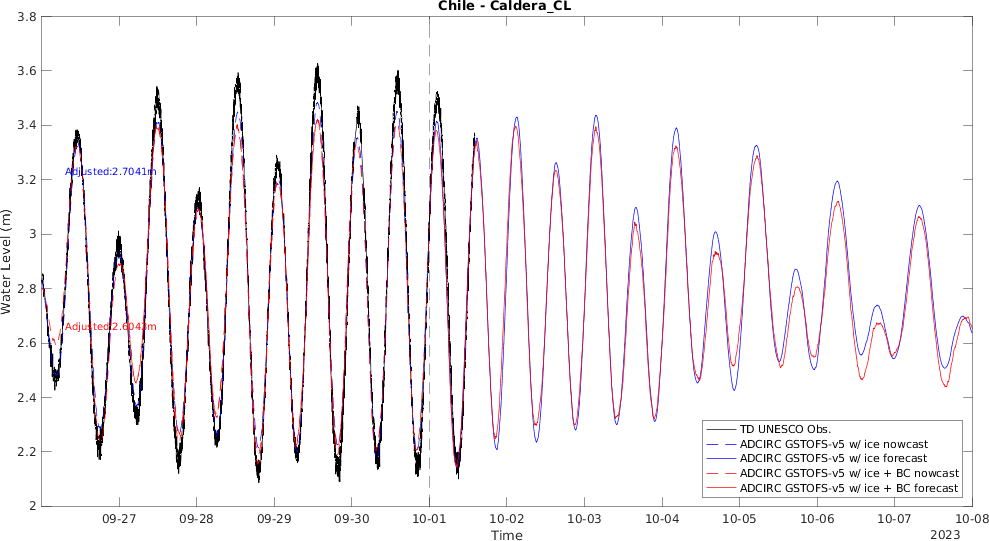 Chile - Caldera_CL
3.8
3.6
3.4
3.2
3
2.8
2.6
2.4
2.2
2
Water Level (m)
Adjusted:2.7041m
Adjusted:2.6043m
TD UNESCO Obs.
ADCIRC GSTOFS-v5 w/ ice nowcast
ADCIRC GSTOFS-v5 w/ ice forecast
ADCIRC GSTOFS-v5 w/ ice + BC nowcast
ADCIRC GSTOFS-v5 w/ ice + BC forecast
09-27 09-28 09-29 09-30 10-01 10-02 10-03 10-04 10-05 10-06 10-07 10-08
Time
2023